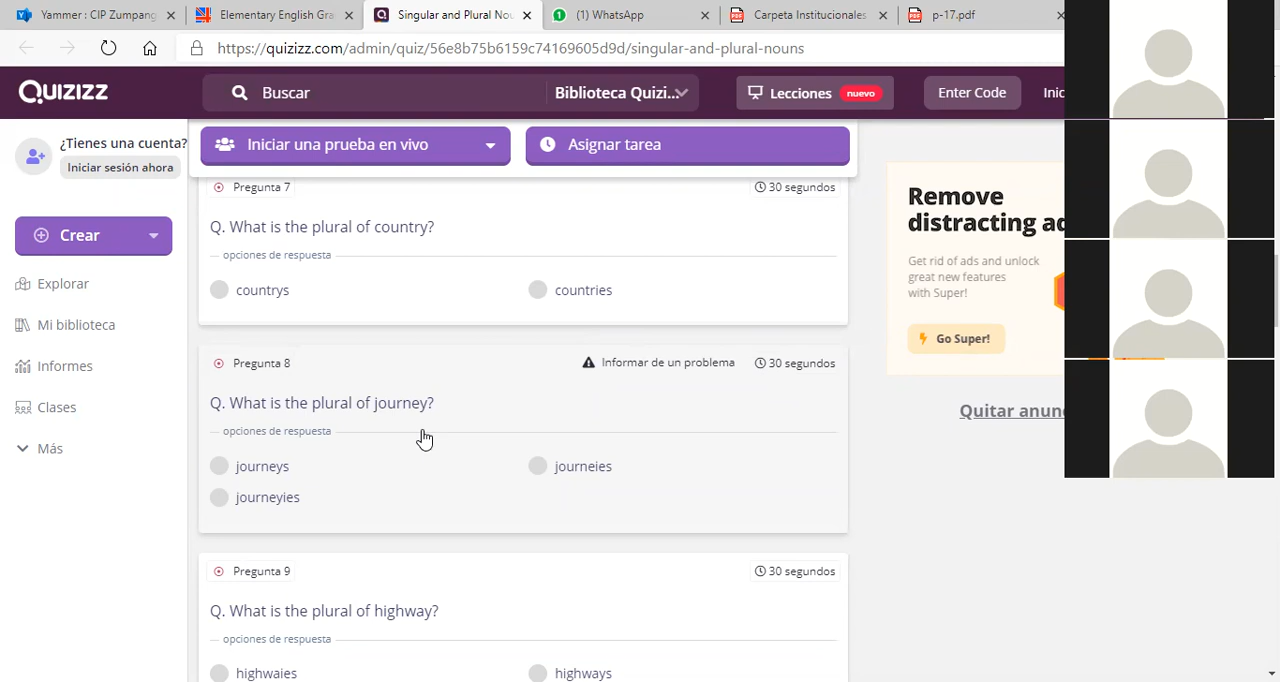 Yammer : CIP Zumpang
Elementary English Gra
Singular and Plural Nou
(1) WhatsApp
Carpeta Institucionales
p-17.pdf
https://quizizz.com/admin/quiz/56e8b75b6159c74169605d9d/singular-and-plural-nouns
Quizizz
Buscar
Biblioteca Quizi...
Lecciones nuevo
Enter Code
Inic
¿Tienes una cuenta?
Iniciar sesión ahora
Crear
Explorar
Mi biblioteca
Informes
Clases
Más
Iniciar una prueba en vivo
Asignar tarea
Pregunta 7
30 segundos
Q. What is the plural of country?
opciones de respuesta
countrys
countries
Pregunta 8
Informar de un problema
30 segundos
Q. What is the plural of journey?
opciones de respuesta
journeys
journeies
journeyies
Pregunta 9
30 segundos
Q. What is the plural of highway?
opciones de respuesta
highwaies
highways
Remove
distracting ad
Get rid of ads and unlock
great new features
with Super!
Go Super!
Quitar anun